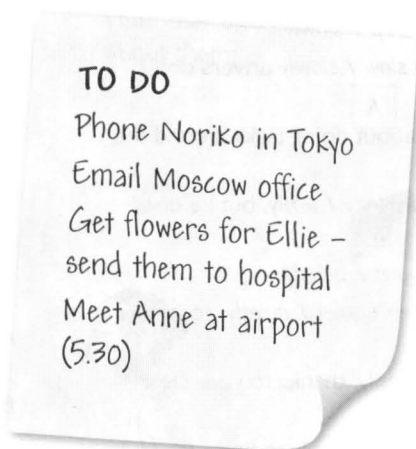 TO DO
Phone Noriko in Tokyo
Email Moscow office
Get flowers for Ellie –
send them to hospital
Meet Anne at airport
(5.30)